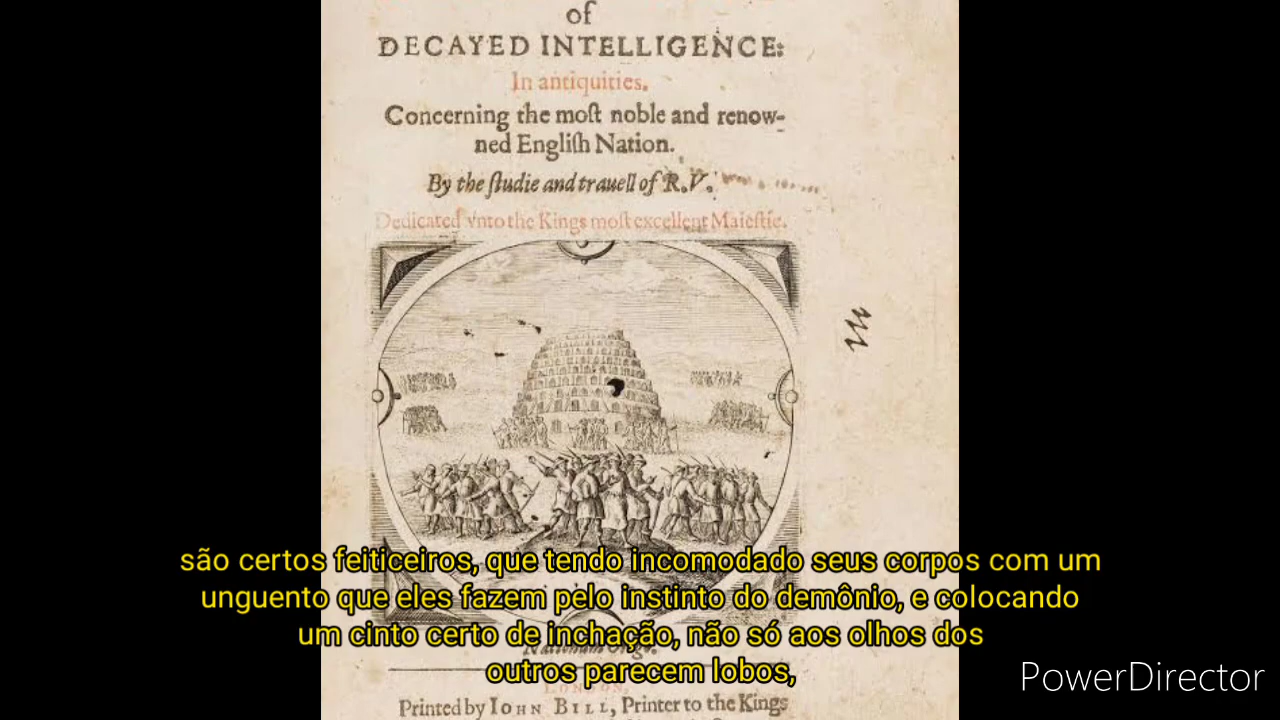 of
DECAYED INTELLIGENCE:
In antiquities.
Concerning the moſt noble and renow-
ned Engliſh Nation.
By the ſtudie and trauell of R.V.
Dedicated vnto the Kings moſt excellent Maieſtie.
são certos feiticeiros, que tendo incomodado seus corpos com um
unguento que eles fazem pelo instinto do demônio, e colocando
um cinto certo de inchação, não só aos olhos dos
outros parecem lobos,
LONDON,
Printed by IOHN BILL, Printer to the Kings
PowerDirector